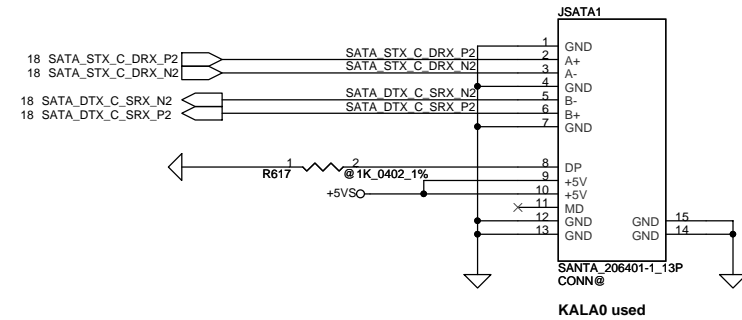 JSATA1
1 GND
18 SATA_STX_C_DRX_P2 SATA_STX_C_DRX_P2 2 A+
18 SATA_STX_C_DRX_N2 SATA_STX_C_DRX_N2 3 A-
4 GND
18 SATA_DTX_C_SRX_N2 SATA_DTX_C_SRX_N2 5 B-
18 SATA_DTX_C_SRX_P2 SATA_DTX_C_SRX_P2 6 B+
7 GND
1 2 8 DP
R617 @1K_0402_1% 9 +5V
+5VS 10 +5V
11 MD
12 GND GND 15
13 GND GND 14
SANTA_206401-1_13P
CONN@
KALA0 used